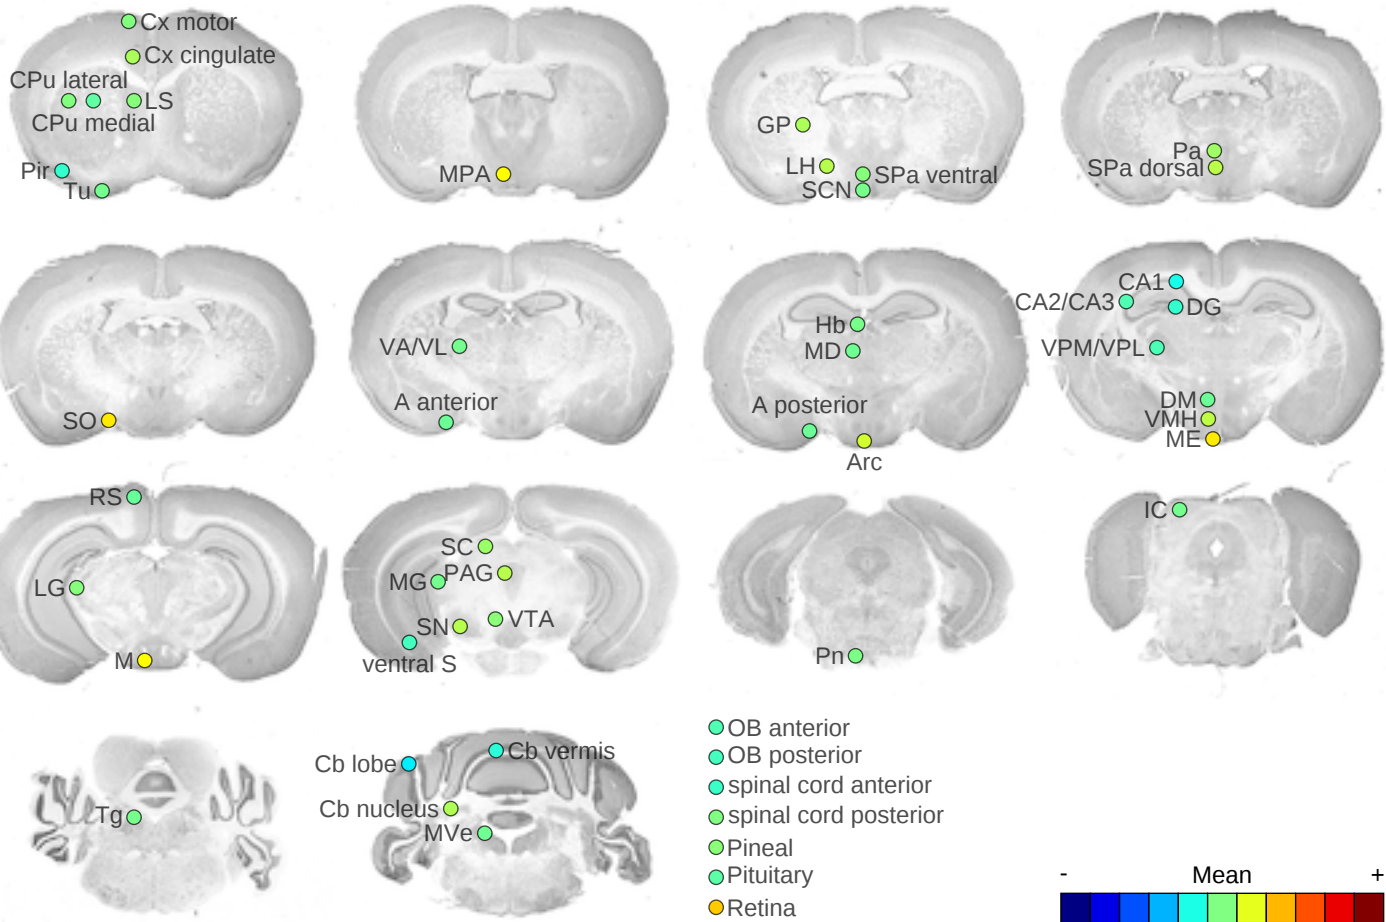 Cx motor
Cx cingulate
CPu lateral
LS
CPu medial
Pir
Tu
MPA
GP
LH
SPa ventral
SCN
Pa
SPa dorsal
SO
VA/VL
A anterior
Hb
MD
A posterior
Arc
CA1
CA2/CA3
DG
VPM/VPL
DM
VMH
ME
RS
LG
M
SC
MG
PAG
SN
VTA
ventral S
Pn
IC
Tg
Cb lobe
Cb vermis
Cb nucleus
MVe
OB anterior
OB posterior
spinal cord anterior
spinal cord posterior
Pineal
Pituitary
Retina
- Mean +